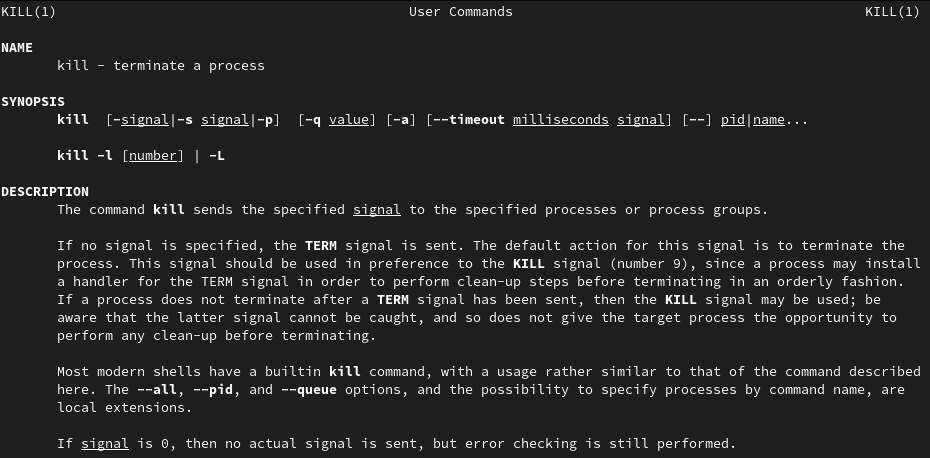 KILL(1) User Commands KILL(1)
NAME
kill - terminate a process
SYNOPSIS
kill [-signal|-s signal|-p] [-q value] [-a] [--timeout milliseconds signal] [--] pid|name...
kill -l [number] | -L
DESCRIPTION
The command kill sends the specified signal to the specified processes or process groups.
If no signal is specified, the TERM signal is sent. The default action for this signal is to terminate the
process. This signal should be used in preference to the KILL signal (number 9), since a process may install
a handler for the TERM signal in order to perform clean-up steps before terminating in an orderly fashion.
If a process does not terminate after a TERM signal has been sent, then the KILL signal may be used; be
aware that the latter signal cannot be caught, and so does not give the target process the opportunity to
perform any clean-up before terminating.
Most modern shells have a builtin kill command, with a usage rather similar to that of the command described
here. The --all, --pid, and --queue options, and the possibility to specify processes by command name, are
local extensions.
If signal is 0, then no actual signal is sent, but error checking is still performed.